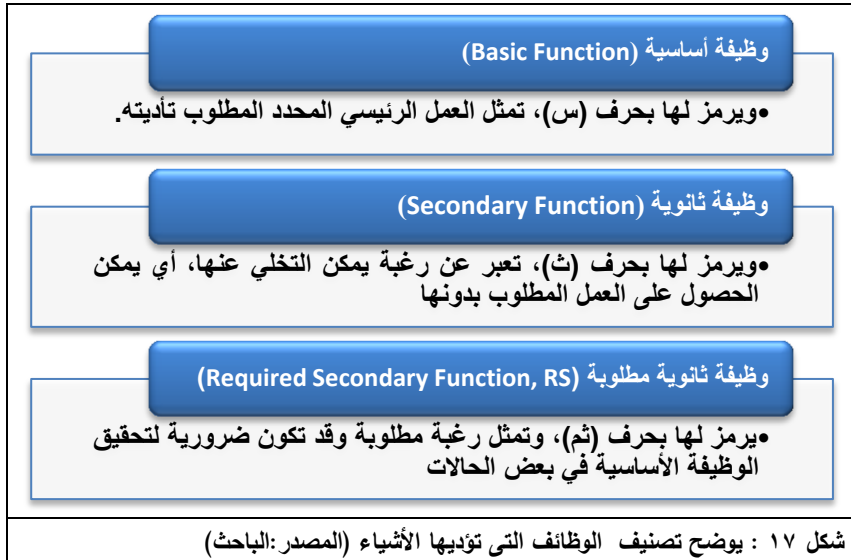 وظيفة أساسية (Basic Function)
•ويرمز لها بحرف (س)، تمثل العمل الرئيسي المحدد المطلوب تأديته.
وظيفة ثانوية (Secondary Function)
•ويرمز لها بحرف (ث)، تعبر عن رغبة يمكن التخلي عنها، أي يمكن
الحصول على العمل المطلوب بدونها
وظيفة ثانوية مطلوبة (Required Secondary Function, RS)
•يرمز لها بحرف (ثم)، وتمثل رغبة مطلوبة وقد تكون ضرورية لتحقيق
الوظيفة الأساسية في بعض الحالات
شكل ١٧ : يوضح تصنيف الوظائف التى تؤديها الأشياء (المصدر:الباحث)